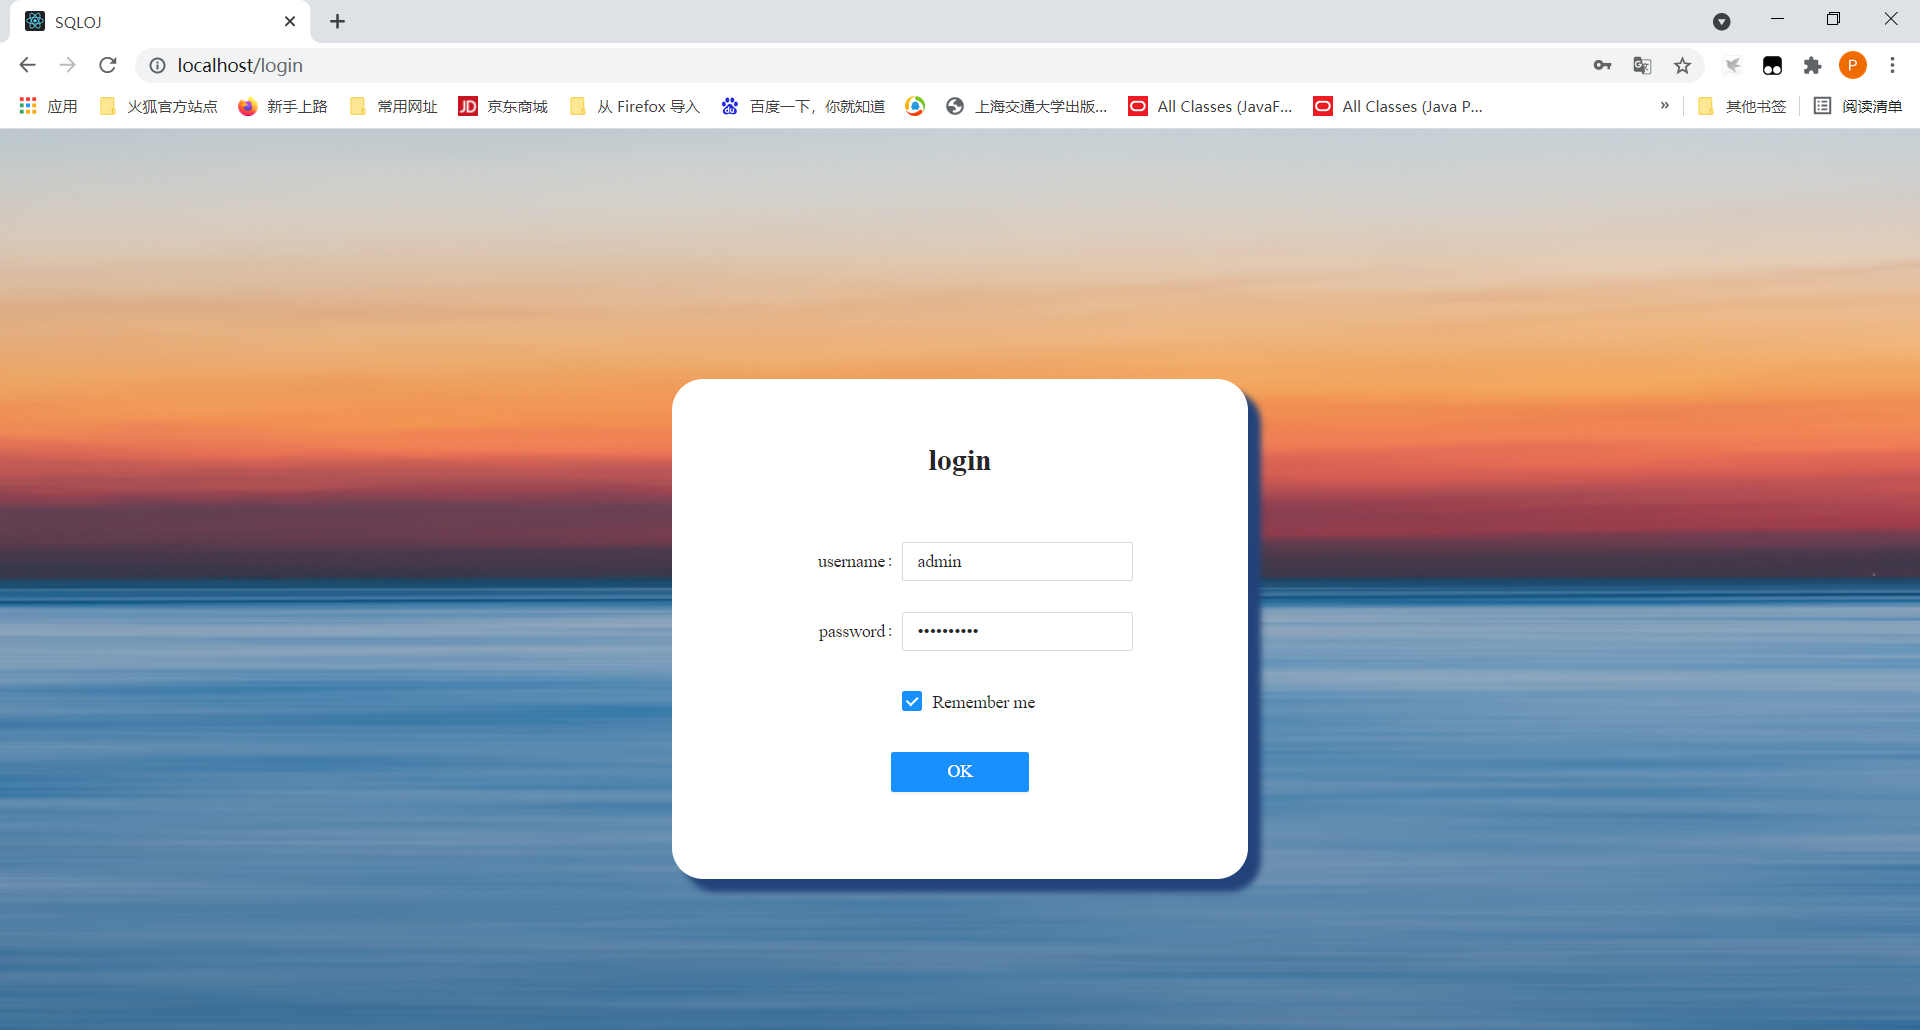 SQLOJ
localhost/login
P
应用 火狐官方站点 新手上路 常用网址 JD 京东商城 从 Firefox 导入 du 百度一下，你就知道 上海交通大学出版... All Classes (JavaF... All Classes (Java P... » 其他书签 阅读清单
login
username: admin
password: ••••••••••
Remember me
OK